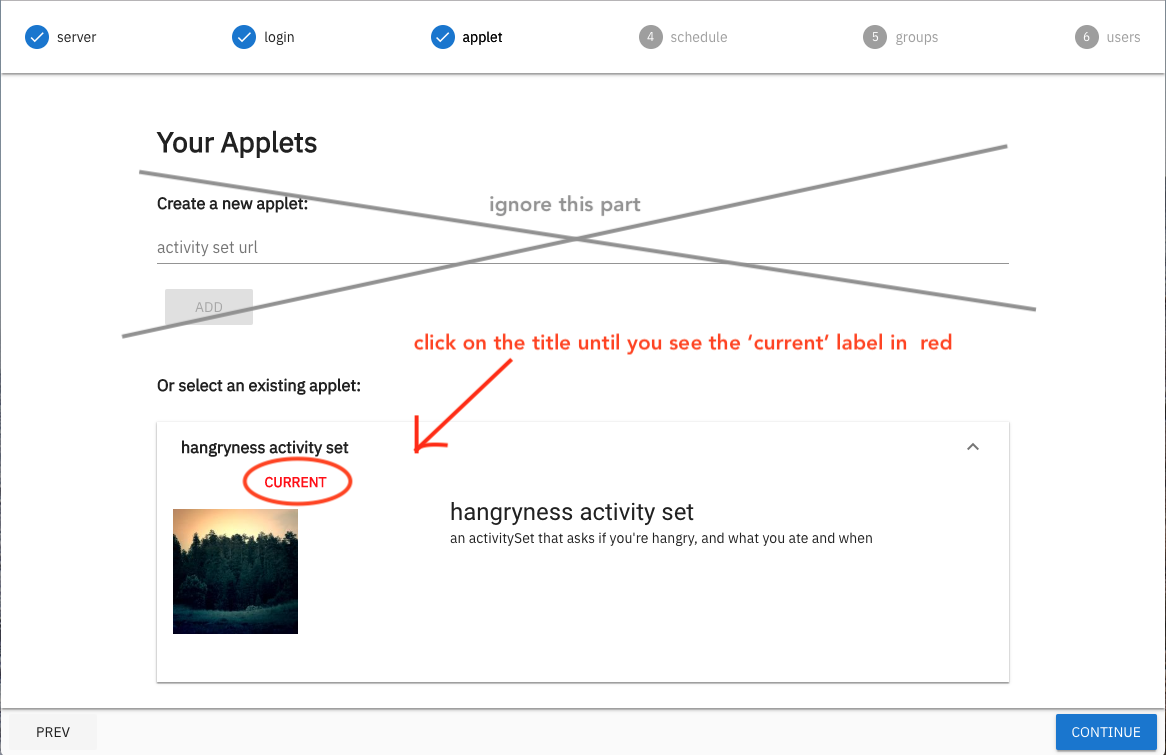 server login applet 4 schedule 5 groups 6 users
Your Applets
Create a new applet:
ignore this part
activity set url
ADD
click on the title until you see the ‘current’ label in red
Or select an existing applet:
hangryness activity set
CURRENT
hangryness activity set
an activitySet that asks if you're hangry, and what you ate and when
PREV CONTINUE